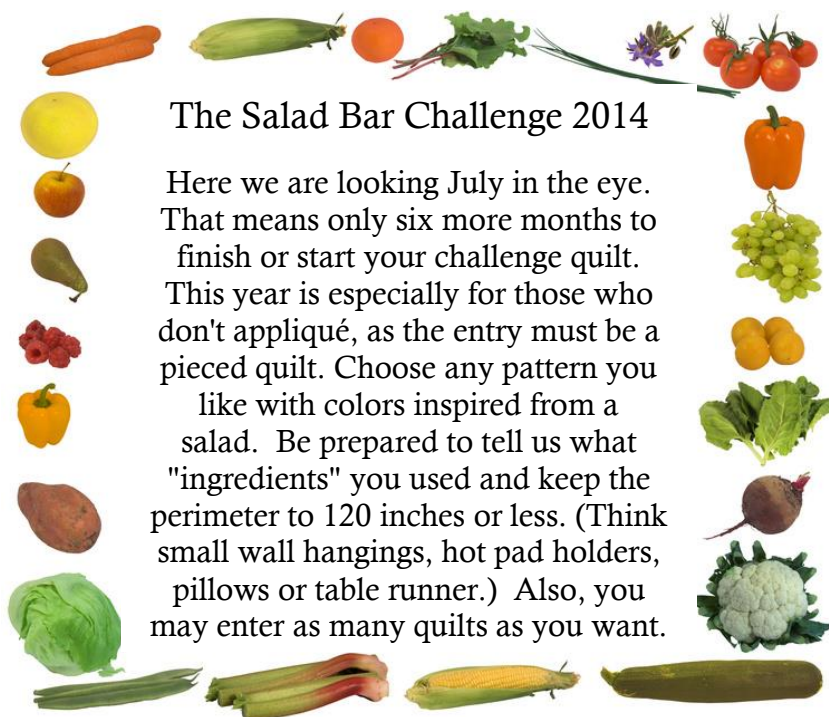 The Salad Bar Challenge 2014
Here we are looking July in the eye.
That means only six more months to
finish or start your challenge quilt.
This year is especially for those who
don't appliqué, as the entry must be a
pieced quilt. Choose any pattern you
like with colors inspired from a
salad.  Be prepared to tell us what
"ingredients" you used and keep the
perimeter to 120 inches or less. (Think
small wall hangings, hot pad holders,
pillows or table runner.)  Also, you
may enter as many quilts as you want.